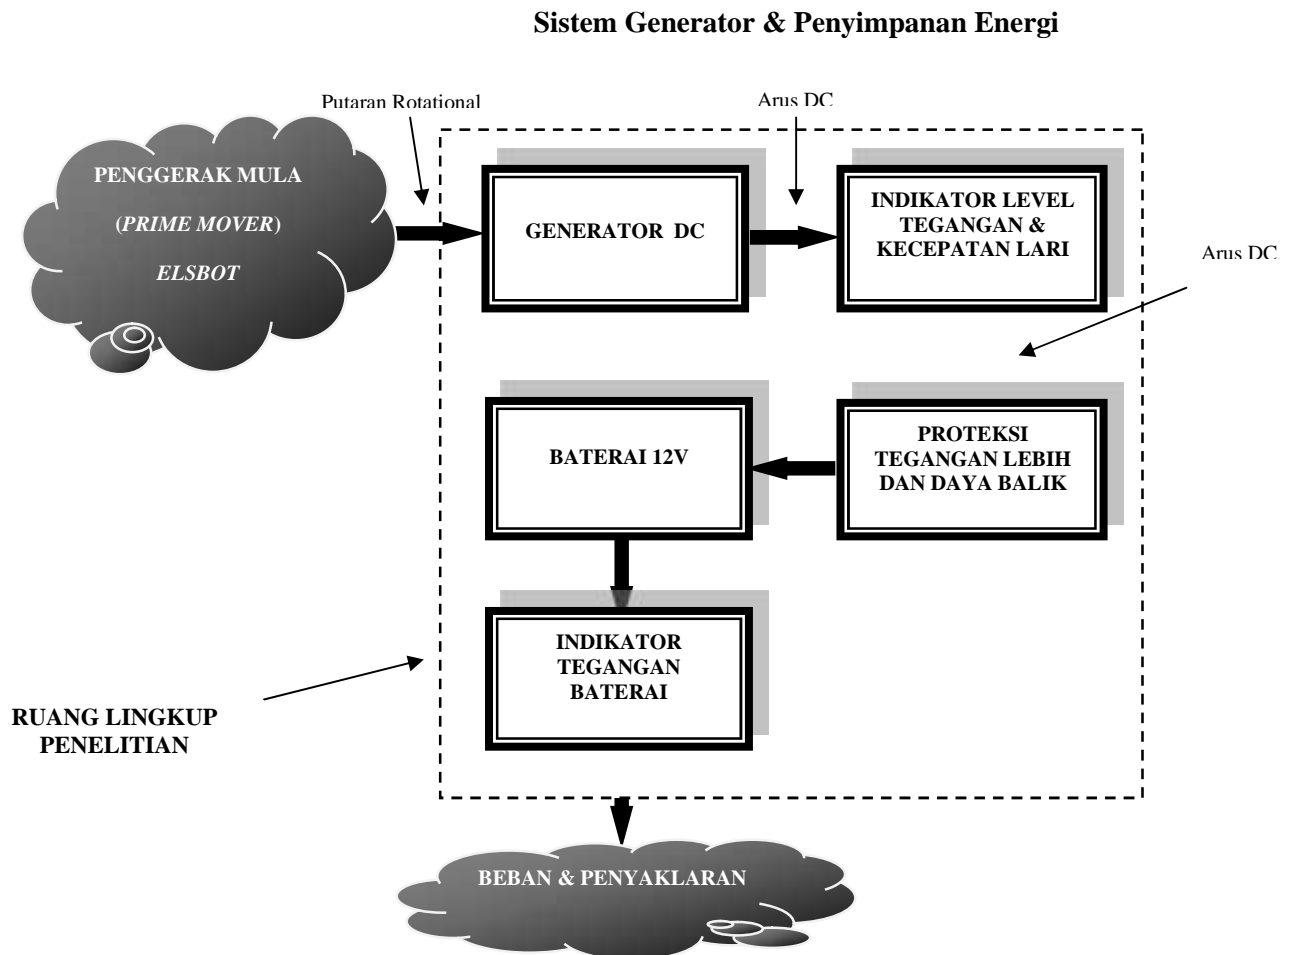 Sistem Generator & Penyimpanan Energi
Putaran Rotational
Arus DC
PENGGERAK MULA
(PRIME MOVER)
ELSBOT
GENERATOR DC
INDIKATOR LEVEL
TEGANGAN &
KECEPATAN LARI
Arus DC
BATERAI 12V
PROTEKSI
TEGANGAN LEBIH
DAN DAYA BALIK
INDIKATOR
TEGANGAN
BATERAI
RUANG LINGKUP
PENELITIAN
BEBAN & PENYAKLARAN